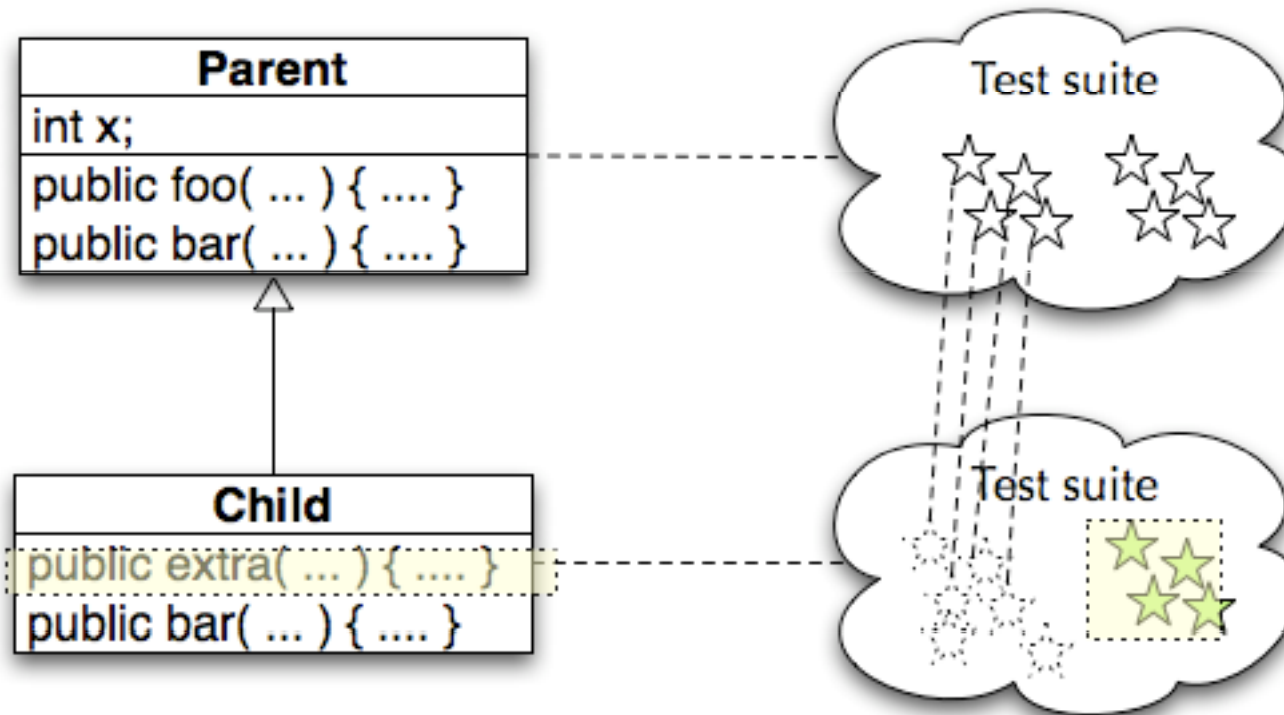 Parent
int x;
public foo( ... ) { .... }
public bar( ... ) { .... }
Test suite
Child
public extra( ... ) { .... }
public bar( ... ) { .... }
Test suite